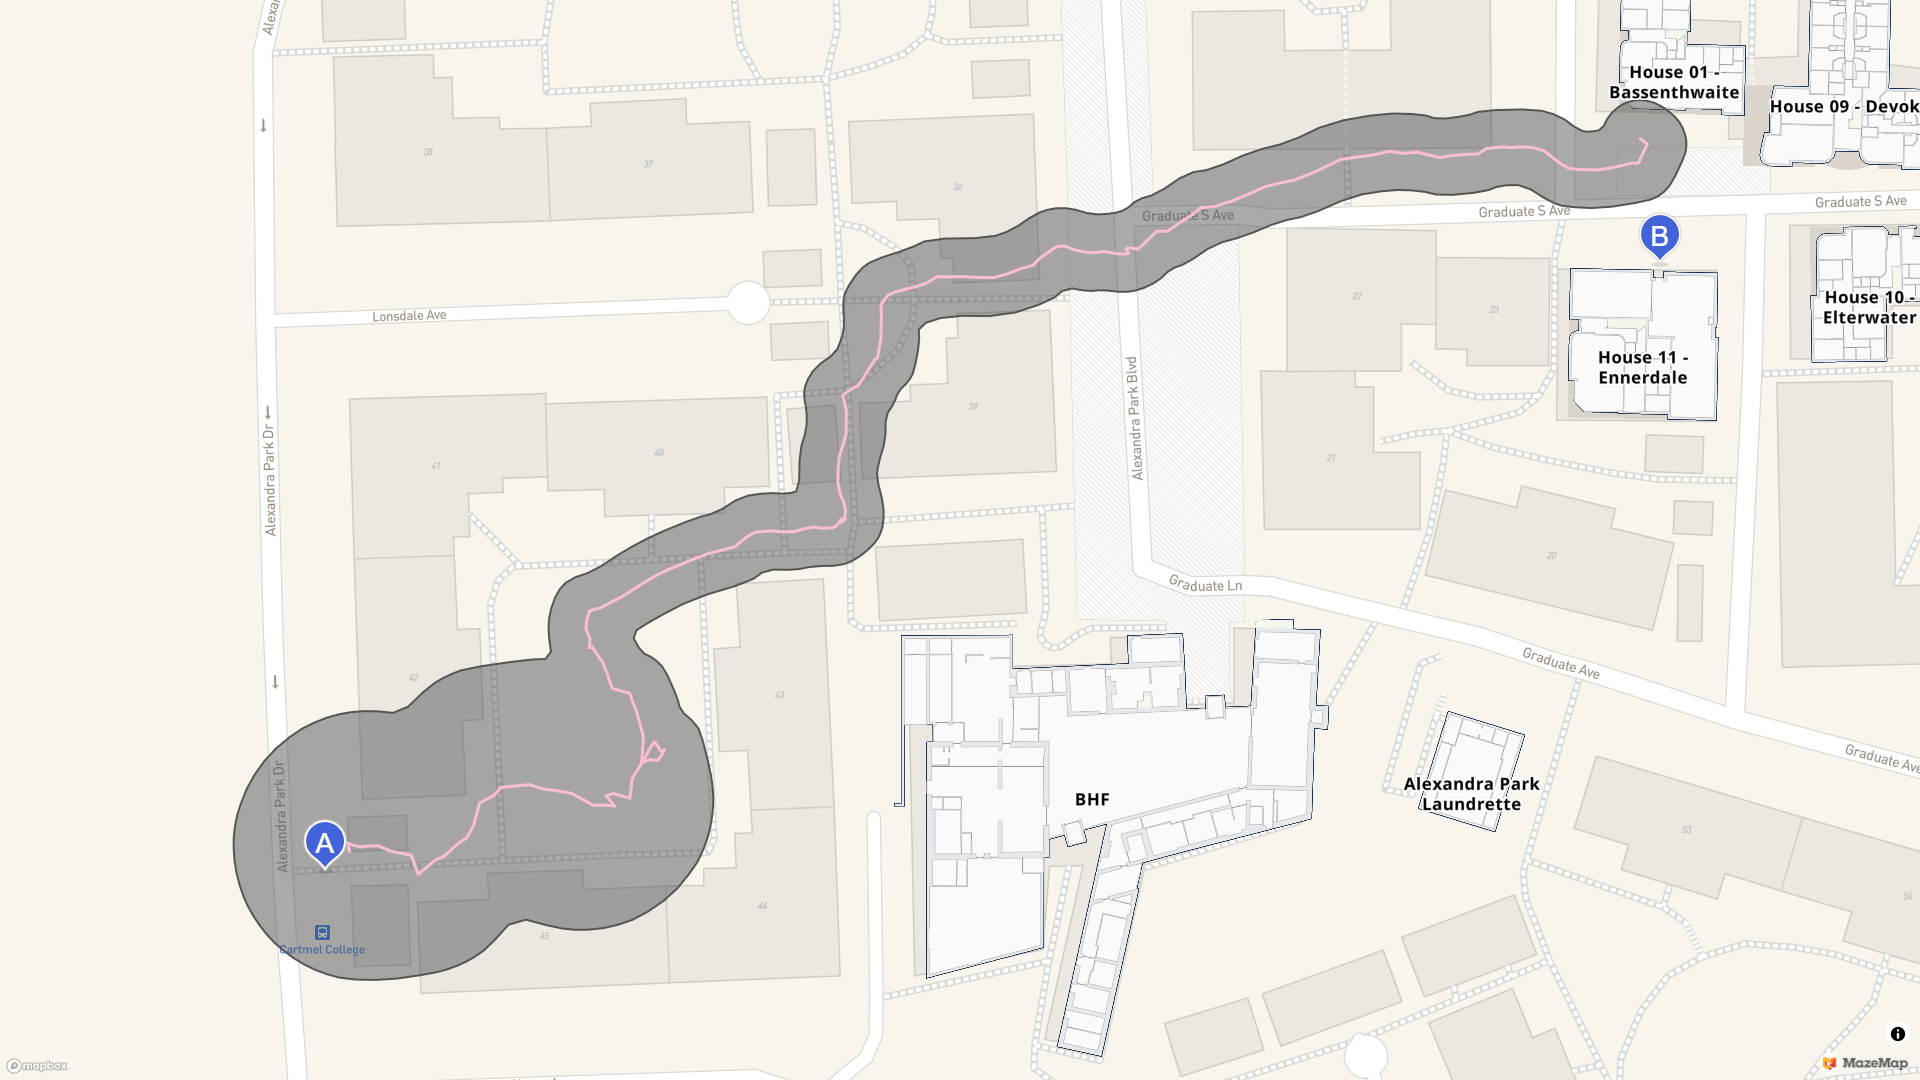 Alexa
House 01 -
Bassenthwaite
House 09 - Devok
38
37
36
Graduate S Ave
Graduate S Ave
Graduate S Ave
B
Lonsdale Ave
22
23
House 10 -
Elterwater
House 11 -
Ennerdale
Alexandra Park Dr
41
40
39
Alexandra Park Blvd
21
20
Graduate Ln
Graduate Ave
42
43
Graduate Ave
Alexandra Park Dr
A
BHF
Alexandra Park
Laundrette
53
54
44
45
Cartmel College
mapbox
MazeMap